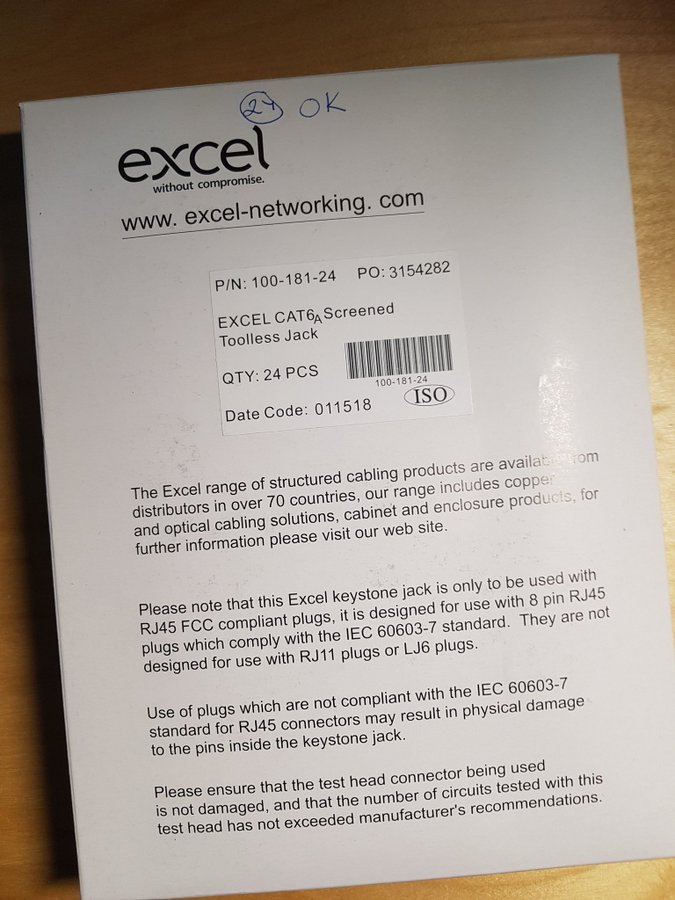 24 OK
excel
without compromise.
www. excel-networking. com
P/N: 100-181-24 PO: 3154282
EXCEL CAT6A Screened
Toolless Jack
QTY: 24 PCS
100-181-24
Date Code: 011518
ISO
The Excel range of structured cabling products are available from
distributors in over 70 countries, our range includes copper
and optical cabling solutions, cabinet and enclosure products, for
further information please visit our web site.
Please note that this Excel keystone jack is only to be used with
RJ45 FCC compliant plugs, it is designed for use with 8 pin RJ45
plugs which comply with the IEC 60603-7 standard. They are not
designed for use with RJ11 plugs or LJ6 plugs.
Use of plugs which are not compliant with the IEC 60603-7
standard for RJ45 connectors may result in physical damage
to the pins inside the keystone jack.
Please ensure that the test head connector being used
is not damaged, and that the number of circuits tested with this
test head has not exceeded manufacturer's recommendations.